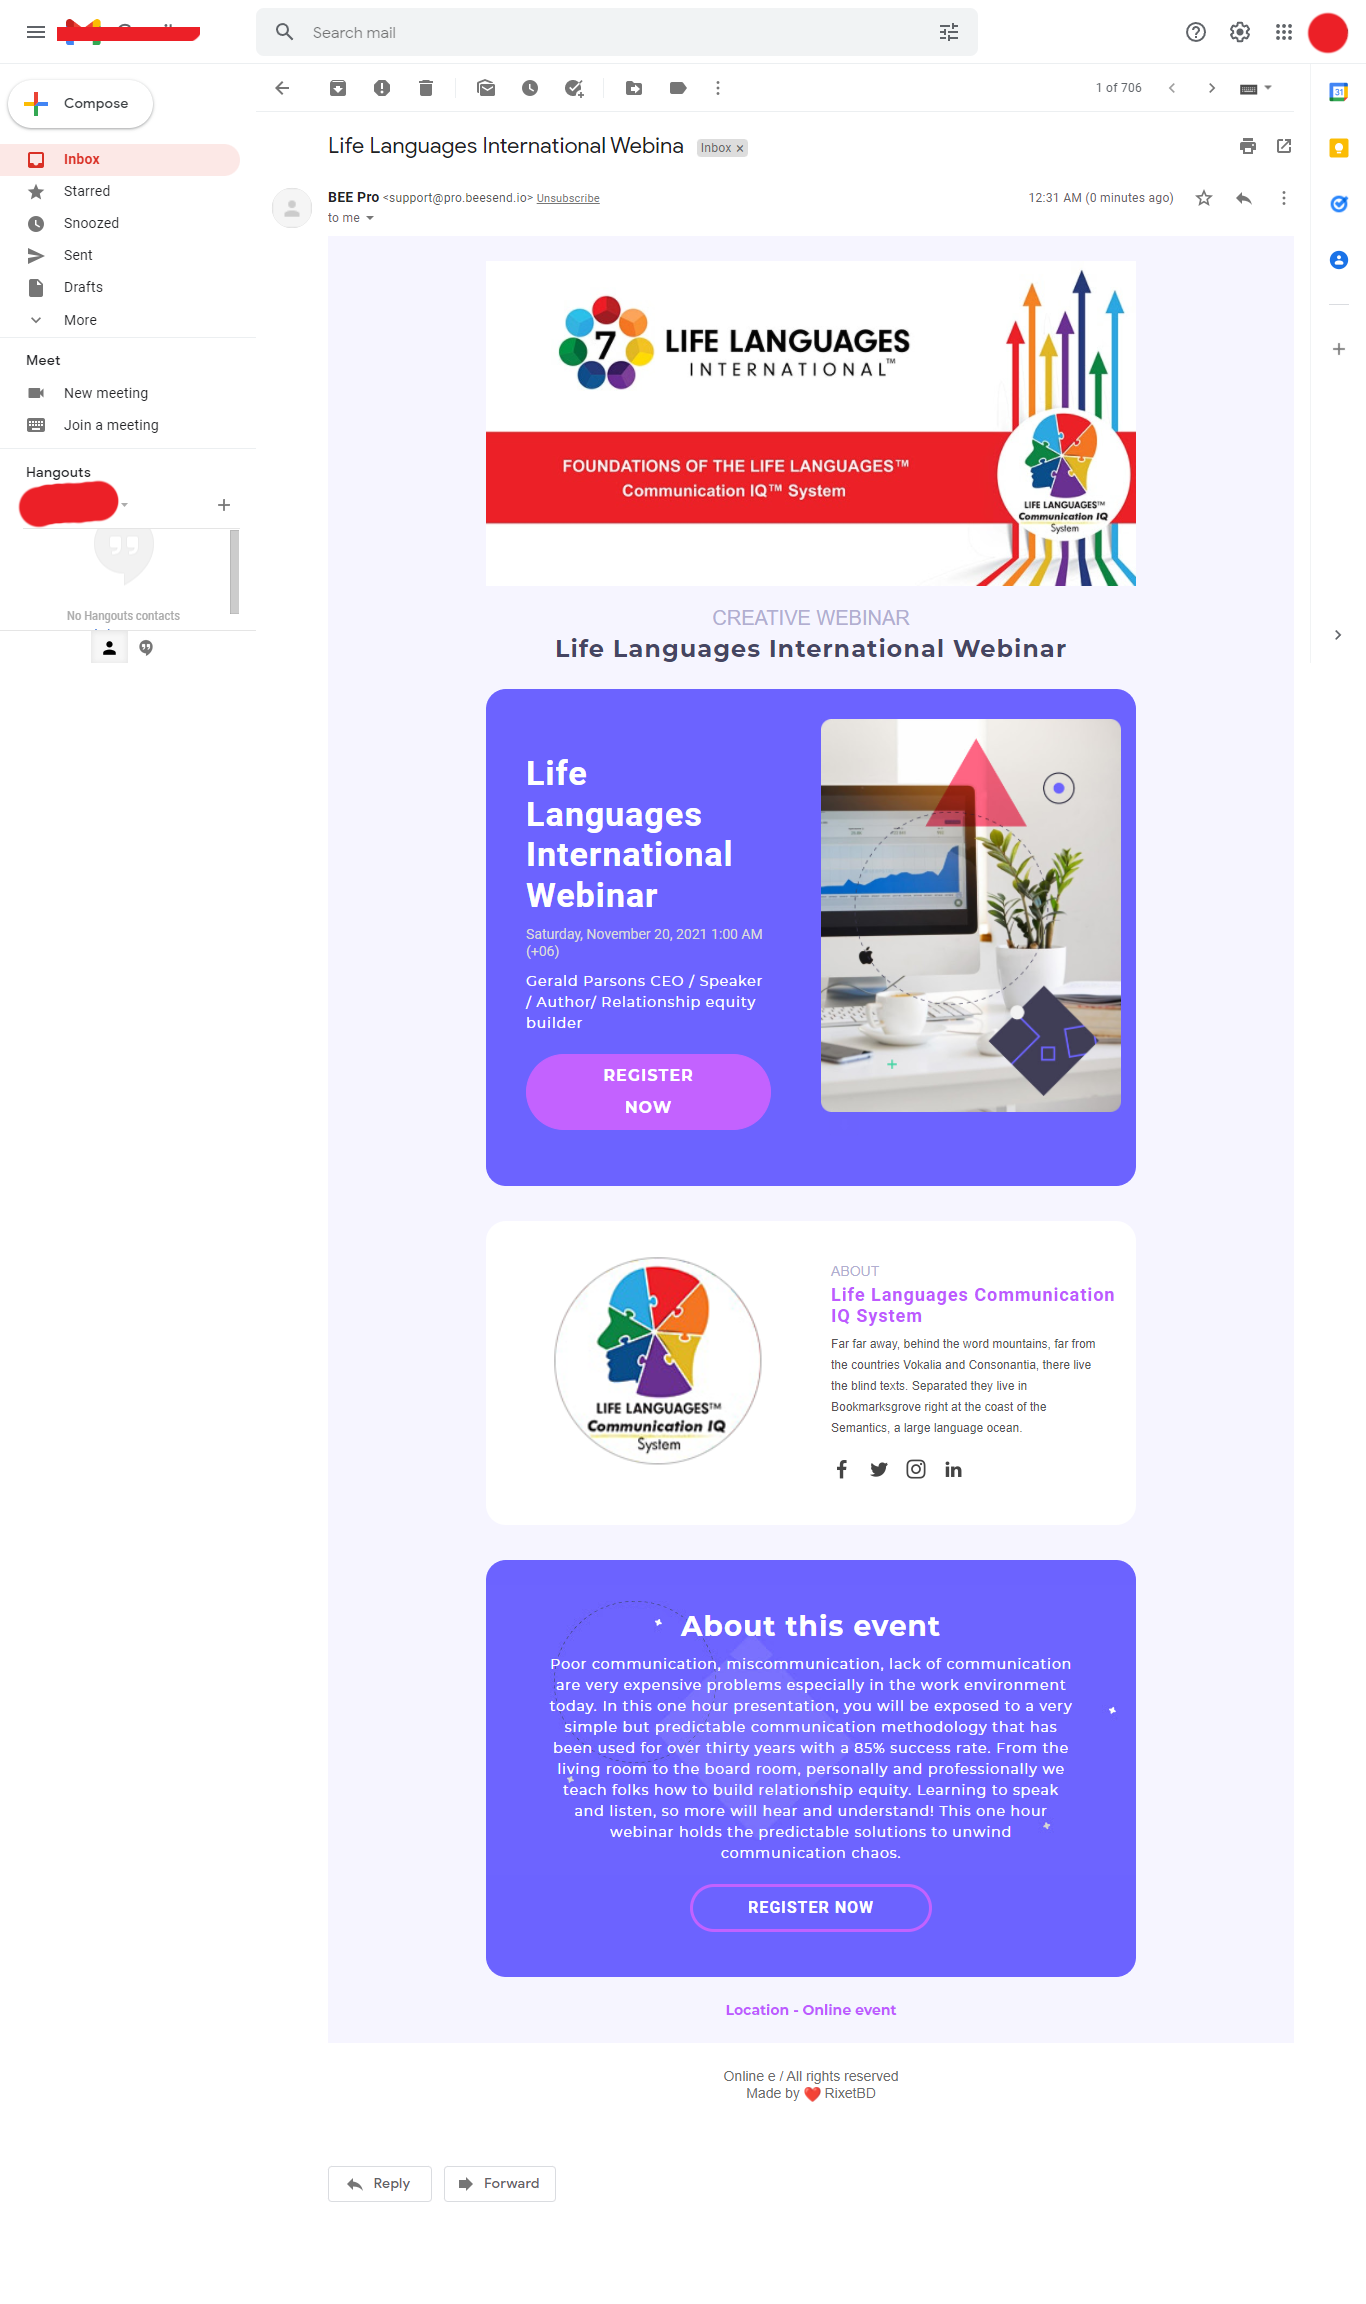 Search mail
Compose
1 of 706
Inbox
Starred
Snoozed
Sent
Drafts
More
Meet
New meeting
Join a meeting
Hangouts
No Hangouts contacts
Life Languages International Webina Inbox ×
BEE Pro <support@pro.beesend.io> Unsubscribe
12:31 AM (0 minutes ago)
to me
31
7
LIFE LANGUAGES
INTERNATIONAL™
FOUNDATIONS OF THE LIFE LANGUAGES™
Communication IQ™ System
LIFE LANGUAGES™
Communication IQ
System
CREATIVE WEBINAR
Life Languages International Webinar
Life
Languages
International
Webinar
Saturday, November 20, 2021 1:00 AM
(+06)
Gerald Parsons CEO / Speaker
/ Author/ Relationship equity
builder
REGISTER
NOW
LIFE LANGUAGES™
Communication IQ
System
ABOUT
Life Languages Communication
IQ System
Far far away, behind the word mountains, far from
the countries Vokalia and Consonantia, there live
the blind texts. Separated they live in
Bookmarksgrove right at the coast of the
Semantics, a large language ocean.
About this event
Poor communication, miscommunication, lack of communication
are very expensive problems especially in the work environment
today. In this one hour presentation, you will be exposed to a very
simple but predictable communication methodology that has
been used for over thirty years with a 85% success rate. From the
living room to the board room, personally and professionally we
teach folks how to build relationship equity. Learning to speak
and listen, so more will hear and understand! This one hour
webinar holds the predictable solutions to unwind
communication chaos.
REGISTER NOW
Location - Online event
Online e / All rights reserved
Made by ❤️ RixetBD
Reply
Forward